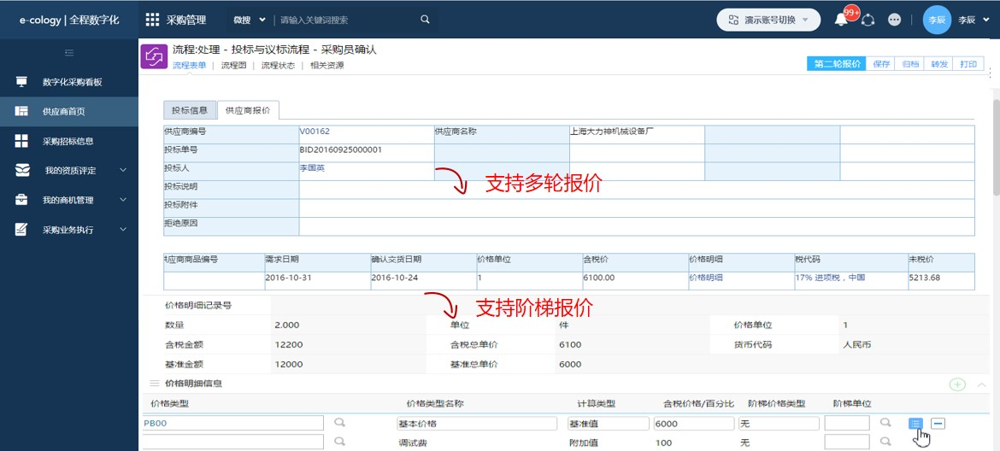 e-cology | 全程数字化 采购管理 微搜 请输入关键词搜索 演示账号切换 99+ 李辰 李辰
流程:处理 - 投标与议标流程 - 采购员确认
流程表单 | 流程图 | 流程状态 | 相关资源 第二轮报价 保存 归档 转发 打印
数字化采购看板
供应商首页
采购招标信息
我的资质评定
我的商机管理
采购业务执行
投标信息 供应商报价
供应商编号 V00162 供应商名称 上海大力神机械设备厂
投标单号 BID20160925000001
投标人 李国英
支持多轮报价
投标说明
投标附件
拒绝原因
供应商商品编号 需求日期 确认交货日期 价格单位 含税价 价格明细 税代码 未税价
2016-10-31 2016-10-24 1 6100.00 价格明细 17% 进项税，中国 5213.68
支持阶梯报价
价格明细记录号
数量 2.000 单位 件 价格单位 1
含税金额 12200 含税总单价 6100 货币代码 人民币
基准金额 12000 基准总单价 6000
价格明细信息
价格类型 价格类型名称 计算类型 含税价格/百分比 阶梯价格类型 阶梯单位
PB00 基本价格 基准值 6000 无
调试费 附加值 100 无